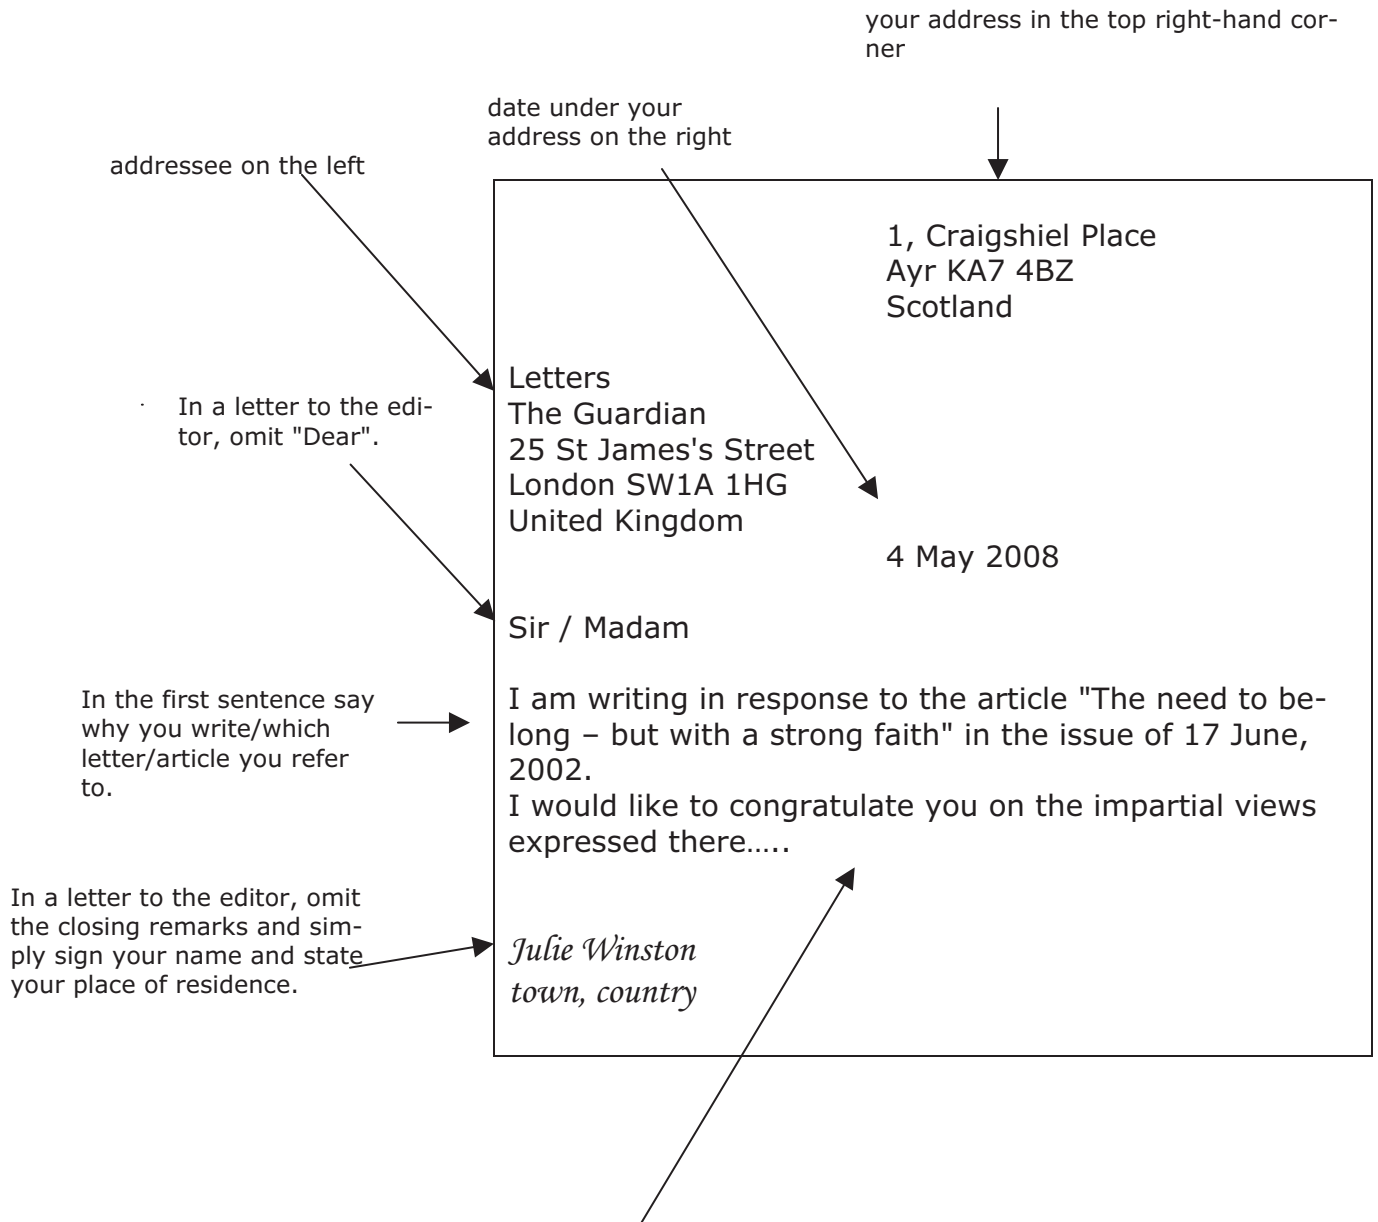 your address in the top right-hand cor-
ner
date under your
address on the right
addressee on the left
1, Craigshiel Place
Ayr KA7 4BZ
Scotland
Letters
The Guardian
25 St James's Street
London SW1A 1HG
United Kingdom
· In a letter to the edi-
tor, omit "Dear".
4 May 2008
Sir / Madam
In the first sentence say
why you write/which
letter/article you refer
to.
I am writing in response to the article "The need to be-
long – but with a strong faith" in the issue of 17 June,
2002.
I would like to congratulate you on the impartial views
expressed there…..
In a letter to the editor, omit
the closing remarks and sim-
ply sign your name and state
your place of residence.
Julie Winston
town, country